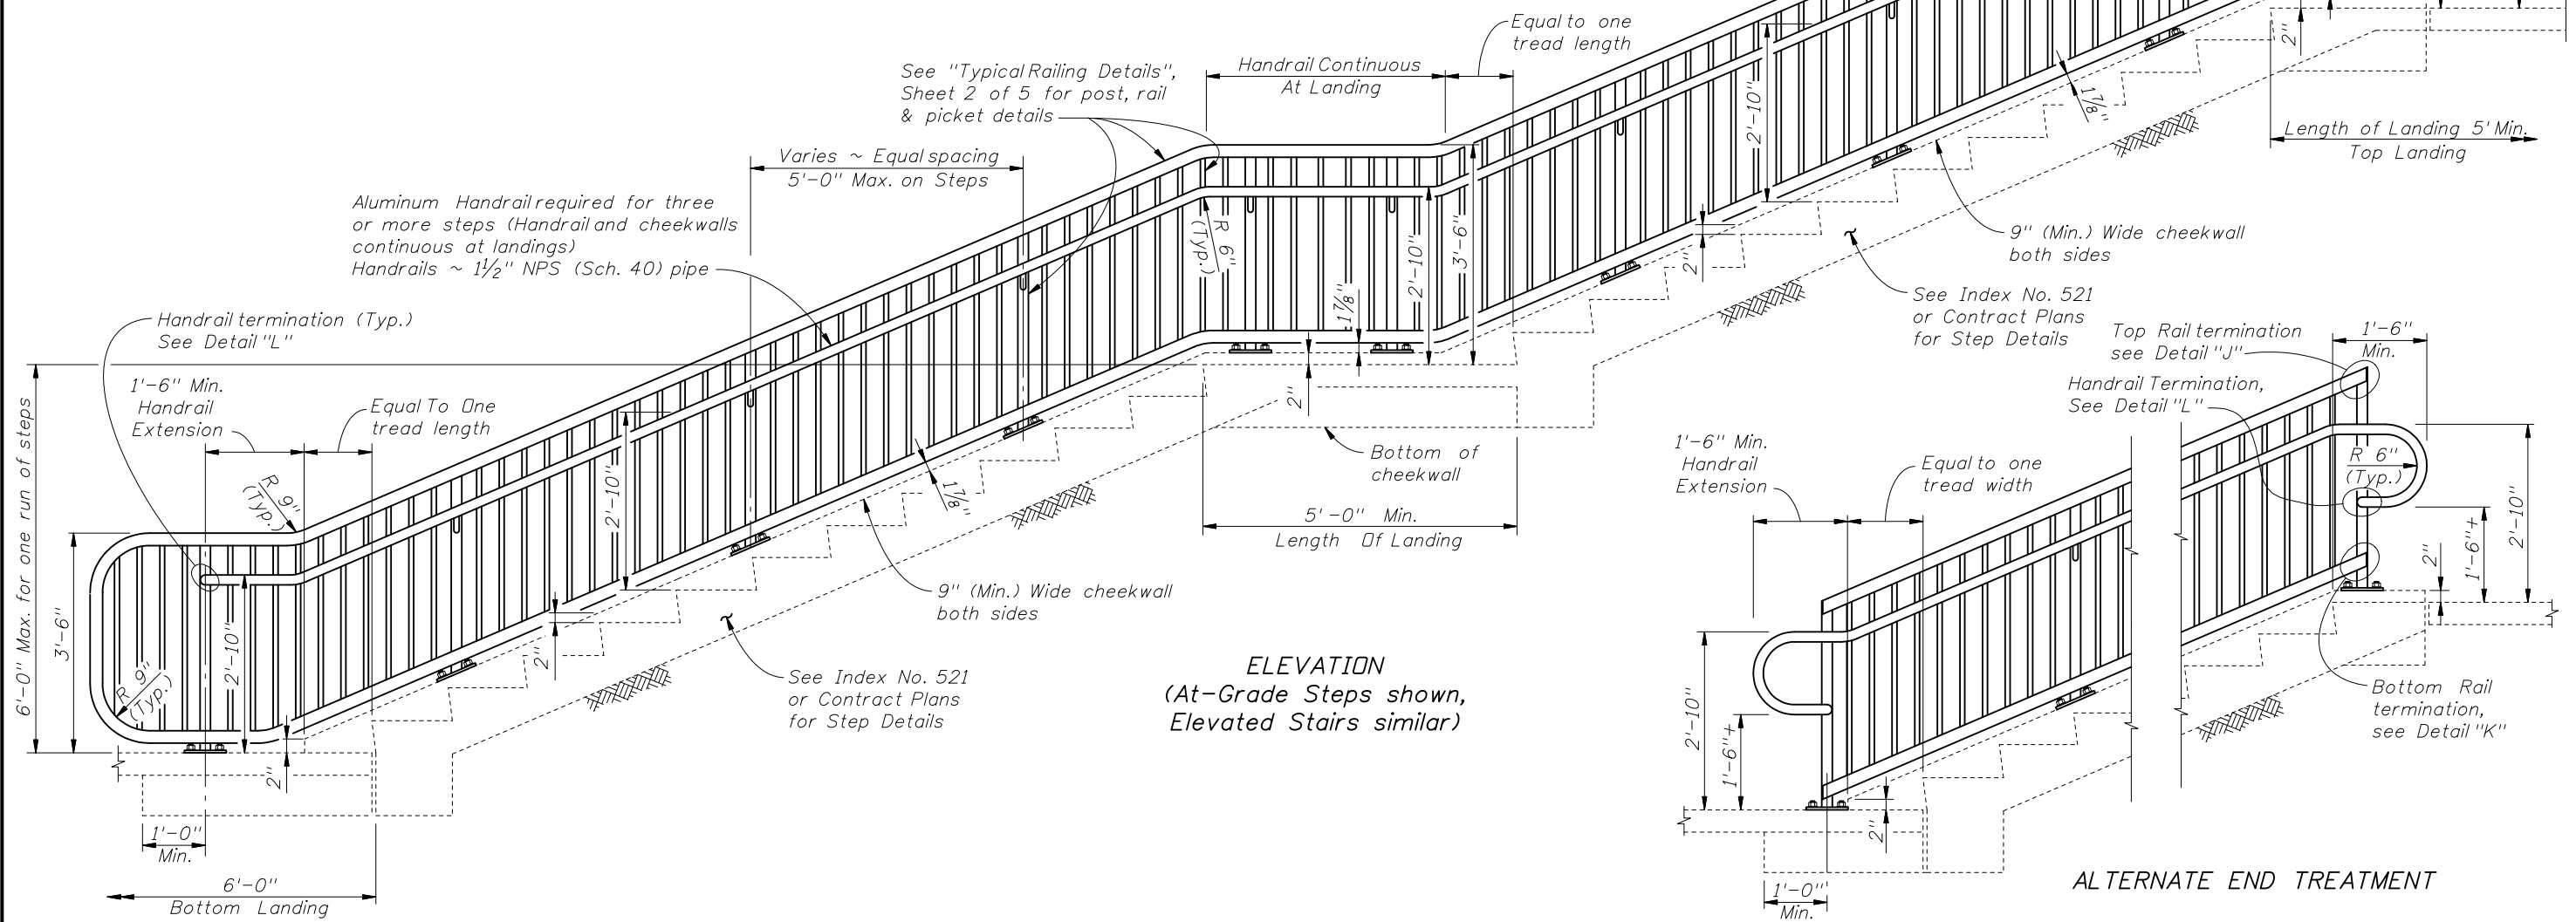 Equal to one
tread length
See "Typical Railing Details",
Sheet 2 of 5 for post, rail
& picket details
Handrail Continuous
At Landing
2'-10"
2"
1⅞"
Length of Landing 5' Min.
Top Landing
Varies ~ Equal spacing
5'-0" Max. on Steps
Aluminum Handrail required for three
or more steps (Handrail and cheekwalls
continuous at landings)
Handrails ~ 1½" NPS (Sch. 40) pipe
R 6"
(Typ.)
2'-10"
3'-6"
1⅞"
2"
2"
9" (Min.) Wide cheekwall
both sides
See Index No. 521
or Contract Plans
for Step Details
Handrail termination (Typ.)
See Detail "L"
1'-6" Min.
Handrail
Extension
Equal To One
tread length
6'-0" Max. for one run of steps
R 9"
(Typ.)
2'-10"
1⅞"
Bottom of
cheekwall
5'-0" Min.
Length Of Landing
3'-6"
R 9"
(Typ.)
2'-10"
2"
2"
9" (Min.) Wide cheekwall
both sides
See Index No. 521
or Contract Plans
for Step Details
1'-0"
Min.
6'-0"
Bottom Landing
ELEVATION
(At-Grade Steps shown,
Elevated Stairs similar)
Top Rail termination
see Detail "J"
Handrail Termination,
See Detail "L"
1'-6"
Min.
1'-6" Min.
Handrail
Extension
Equal to one
tread width
R 6"
(Typ.)
2'-10"
1'-6"+
2"
2'-10"
1'-6"+
2"
Bottom Rail
termination,
see Detail "K"
1'-0"
Min.
ALTERNATE END TREATMENT